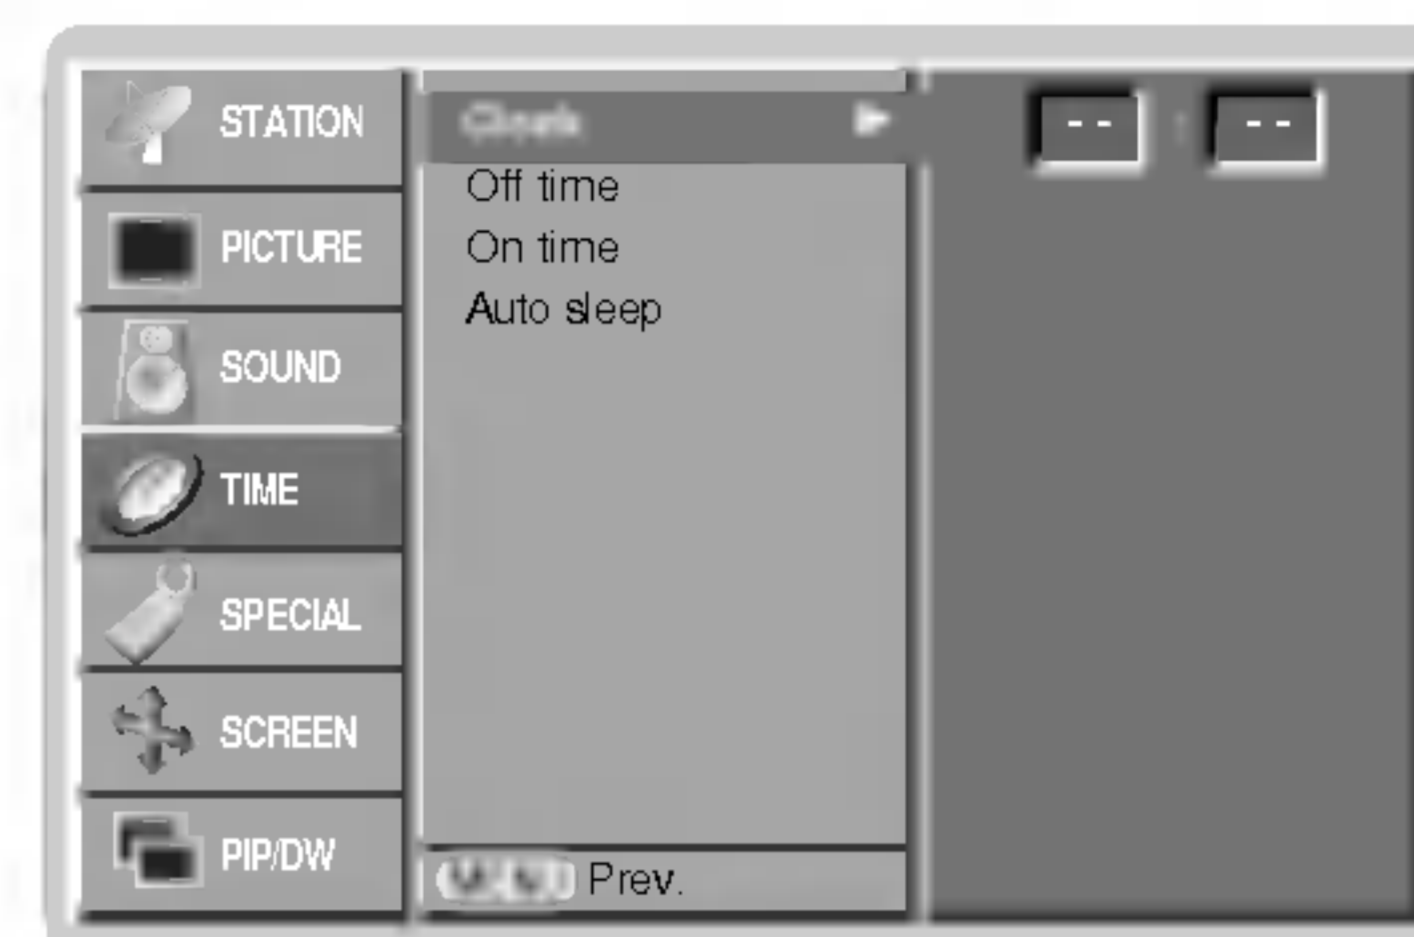 STATION
PICTURE
SOUND
TIME
SPECIAL
SCREEN
PIP/DW
Clock
Off time
On time
Auto sleep
Prev.
-- : --